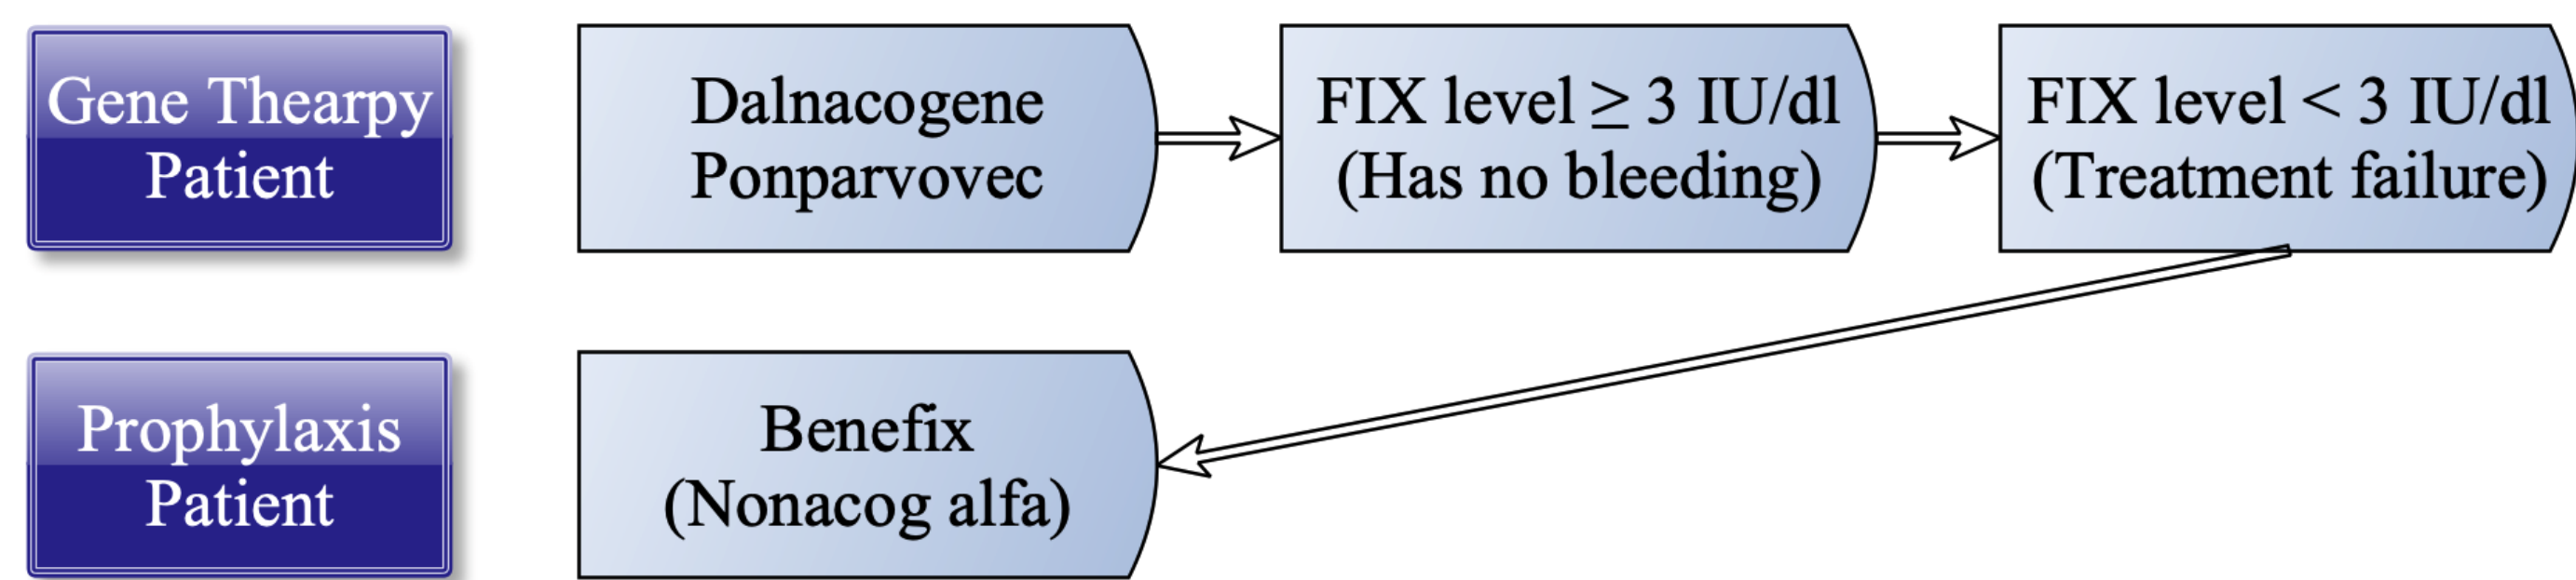 Gene Thearpy
Patient
Dalnacogene
Ponparvovec
FIX level ≥ 3 IU/dl
(Has no bleeding)
FIX level < 3 IU/dl
(Treatment failure)
Prophylaxis
Patient
Benefix
(Nonacog alfa)